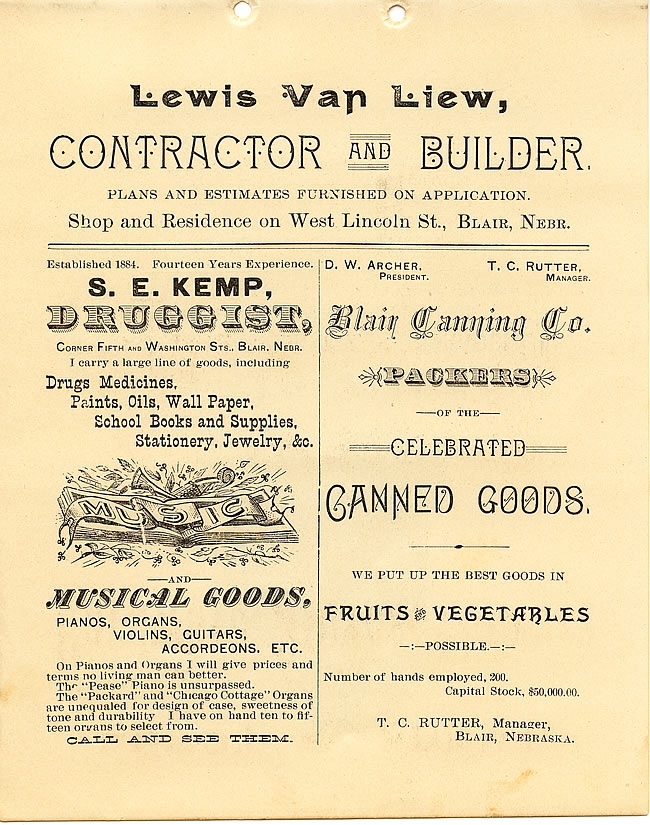 Lewis Van Liew,
CONTRACTOR AND BUILDER.
PLANS AND ESTIMATES FURNISHED ON APPLICATION.
Shop and Residence on West Lincoln St., BLAIR, NEBR.
Established 1884. Fourteen Years Experience.
S. E. KEMP,
DRUGGIST,
CORNER FIFTH AND WASHINGTON STS., BLAIR, NEBR.
I carry a large line of goods, including
Drugs Medicines,
Paints, Oils, Wall Paper,
School Books and Supplies,
Stationery, Jewelry, &c.
MUSIC
—AND—
MUSICAL GOODS,
PIANOS, ORGANS,
VIOLINS, GUITARS,
ACCORDEONS. ETC.
On Pianos and Organs I will give prices and
terms no living man can better.
The "Pease" Piano is unsurpassed.
The "Packard" and "Chicago Cottage" Organs
are unequaled for design of case, sweetness of
tone and durability I have on hand ten to fif-
teen organs to select from.
CALL AND SEE THEM.
D. W. ARCHER,
PRESIDENT.
T. C. RUTTER,
MANAGER.
Blair Canning Co.
PACKERS
—OF THE—
CELEBRATED
CANNED GOODS.
WE PUT UP THE BEST GOODS IN
FRUITS AND VEGETABLES
—:—POSSIBLE.—:—
Number of hands employed, 200.
Capital Stock, $50,000.00.
T. C. RUTTER, Manager,
BLAIR, NEBRASKA.